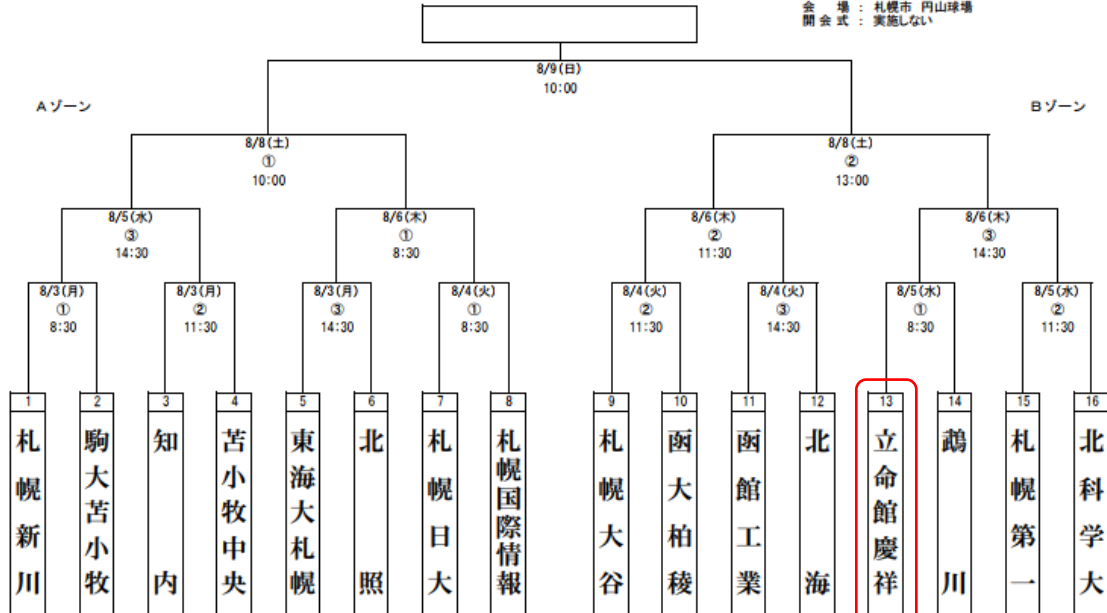 会　場 ： 札幌市 円山球場
開会式 ： 実施しない
8/9(日)
10:00
Aゾーン
Bゾーン
8/8(土)
①
10:00
8/8(土)
②
13:00
8/5(水)
③
14:30
8/6(木)
①
8:30
8/6(木)
②
11:30
8/6(木)
③
14:30
8/3(月)
①
8:30
8/3(月)
②
11:30
8/3(月)
③
14:30
8/4(火)
①
8:30
8/4(火)
②
11:30
8/4(火)
③
14:30
8/5(水)
①
8:30
8/5(水)
②
11:30
1
札幌新川
2
駒大苫小牧
3
知内
4
苫小牧中央
5
東海大札幌
6
北照
7
札幌日大
8
札幌国際情報
9
札幌大谷
10
函大柏稜
11
函館工業
12
北海
13
立命館慶祥
14
鵡川
15
札幌第一
16
北科学大